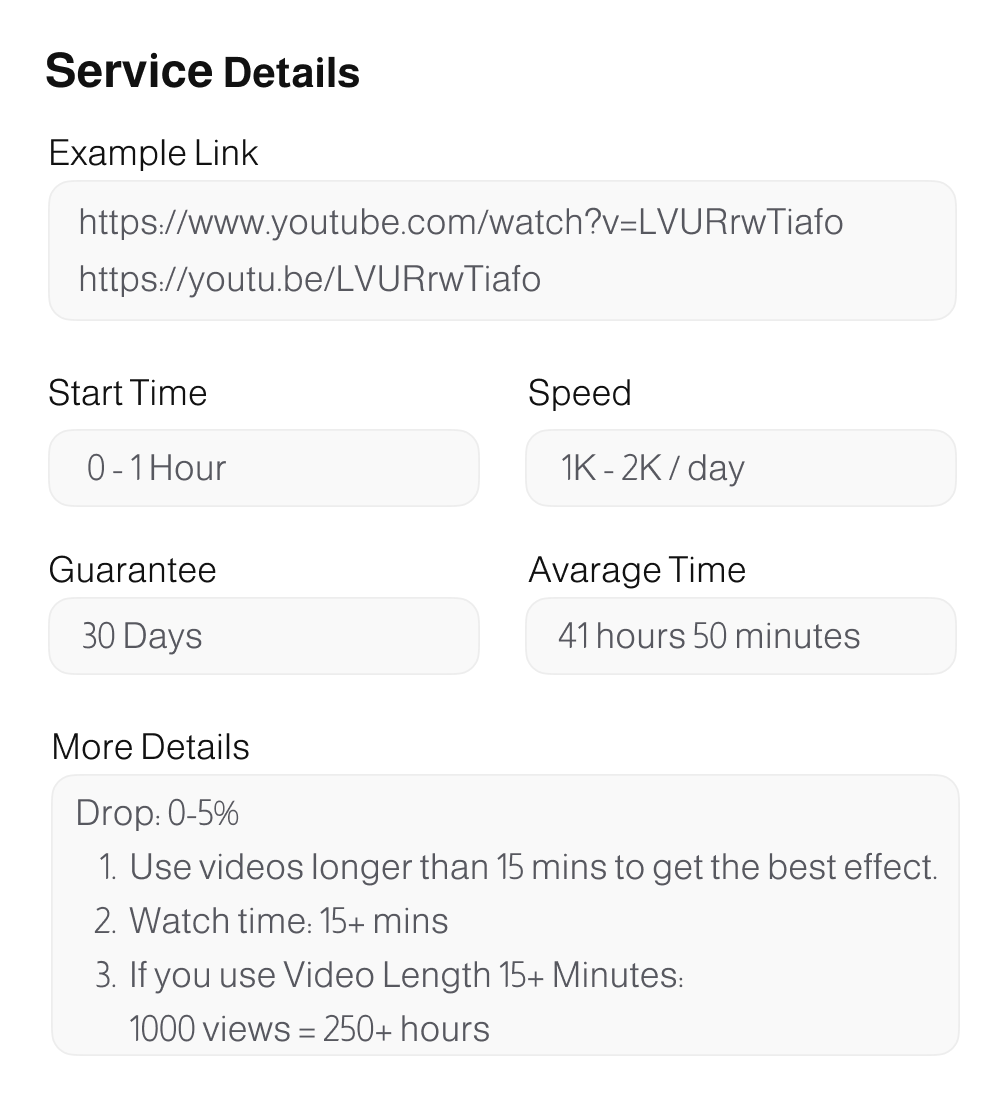 Service Details
Example Link
https://www.youtube.com/watch?v=LVURrwTiafo
https://youtu.be/LVURrwTiafo
Start Time
Speed
0 - 1 Hour
1K - 2K / day
Guarantee
Avarage Time
30 Days
41 hours 50 minutes
More Details
Drop: 0-5%
1. Use videos longer than 15 mins to get the best effect.
2. Watch time: 15+ mins
3. If you use Video Length 15+ Minutes:
1000 views = 250+ hours